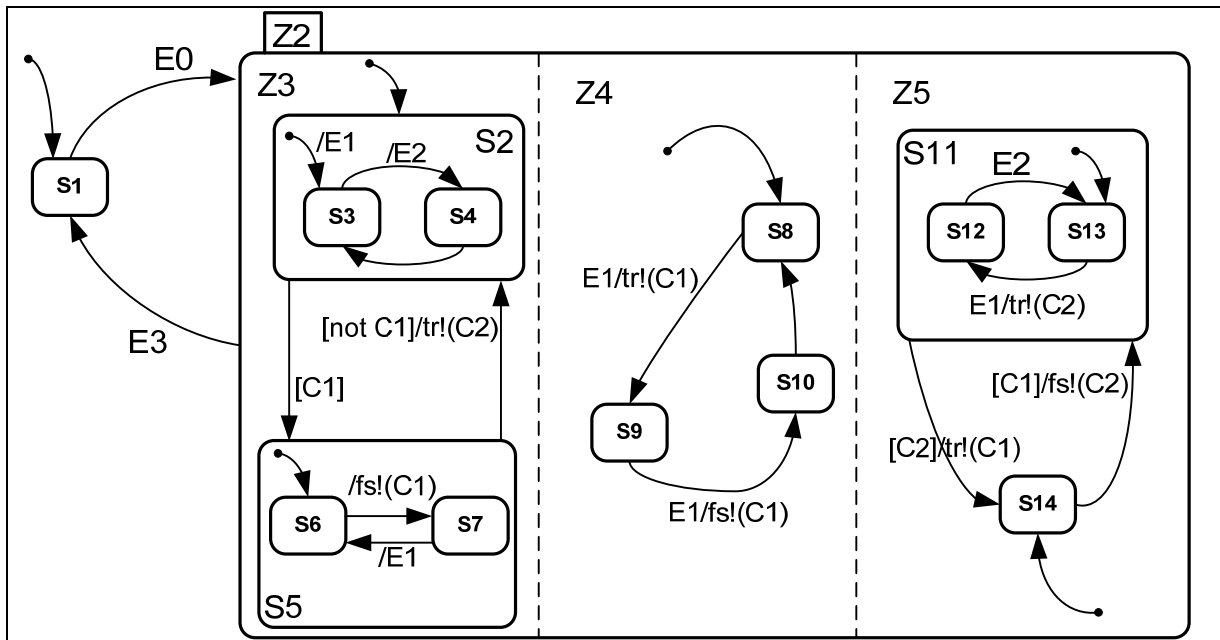 Z2
E0
Z3
Z4
Z5
/E1
/E2
S2
S11
E2
S1
S3
S4
S8
S12
S13
E1/tr!(C1)
E1/tr!(C2)
[not C1]/tr!(C2)
E3
[C1]
S10
[C1]/fs!(C2)
S9
[C2]/tr!(C1)
/fs!(C1)
S6
S7
E1/fs!(C1)
S14
/E1
S5